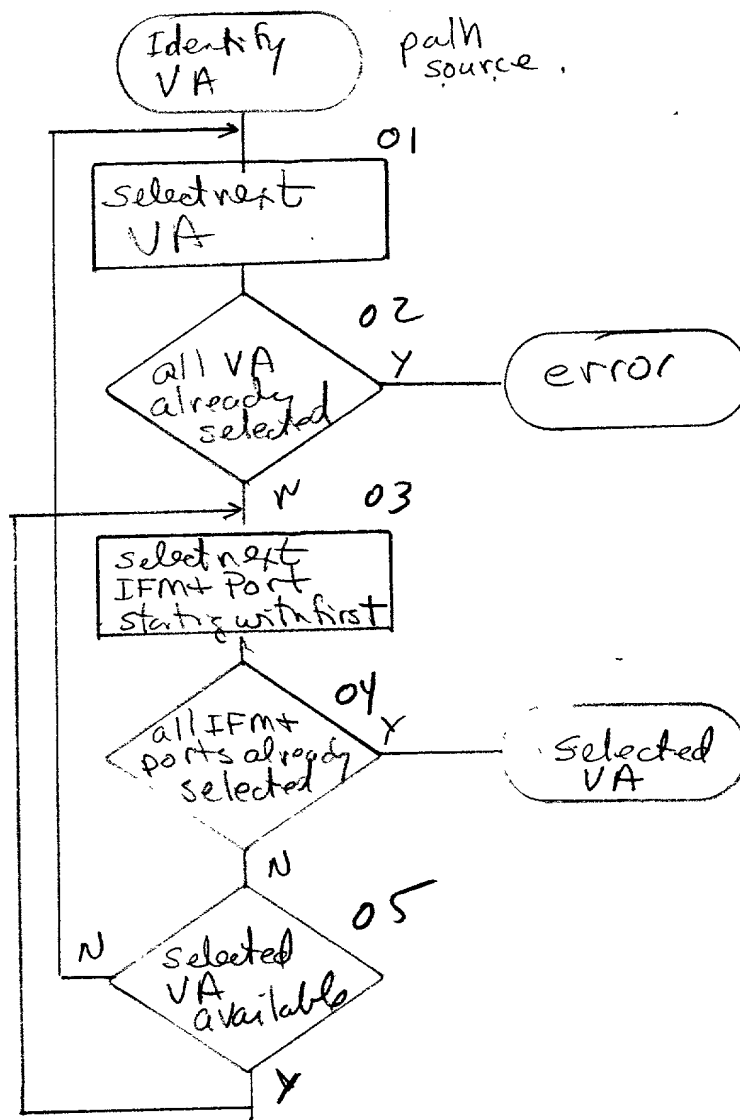 Identify
VA
path
source.
01
select next
VA
02
all VA
already
selected
Y
error
N
03
select next
IFM+ Port
starting with first
04
all IFM+
ports already
selected
Y
selected
VA
N
05
N
selected
VA
available
Y